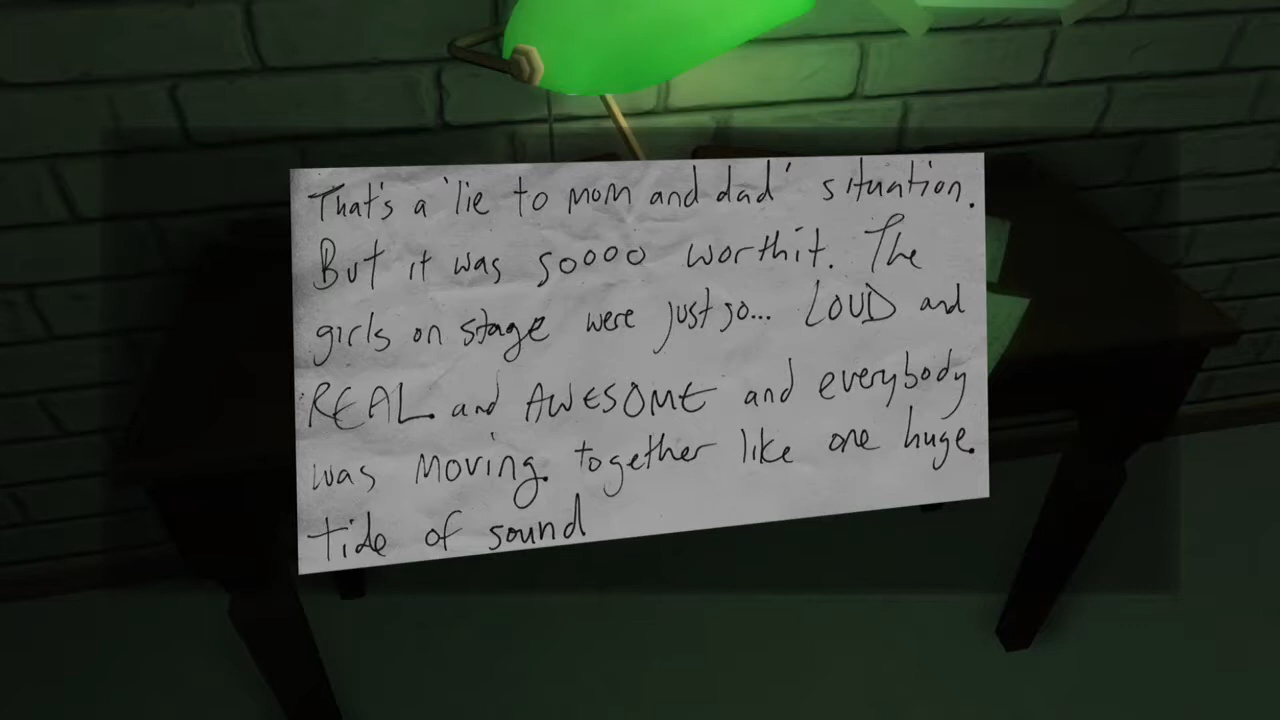 That's a 'lie to mom and dad' situation.
But it was soooo worthit. The
girls on stage were just so... LOUD and
REAL and AWESOME and everybody
was moving together like one huge
tide of sound